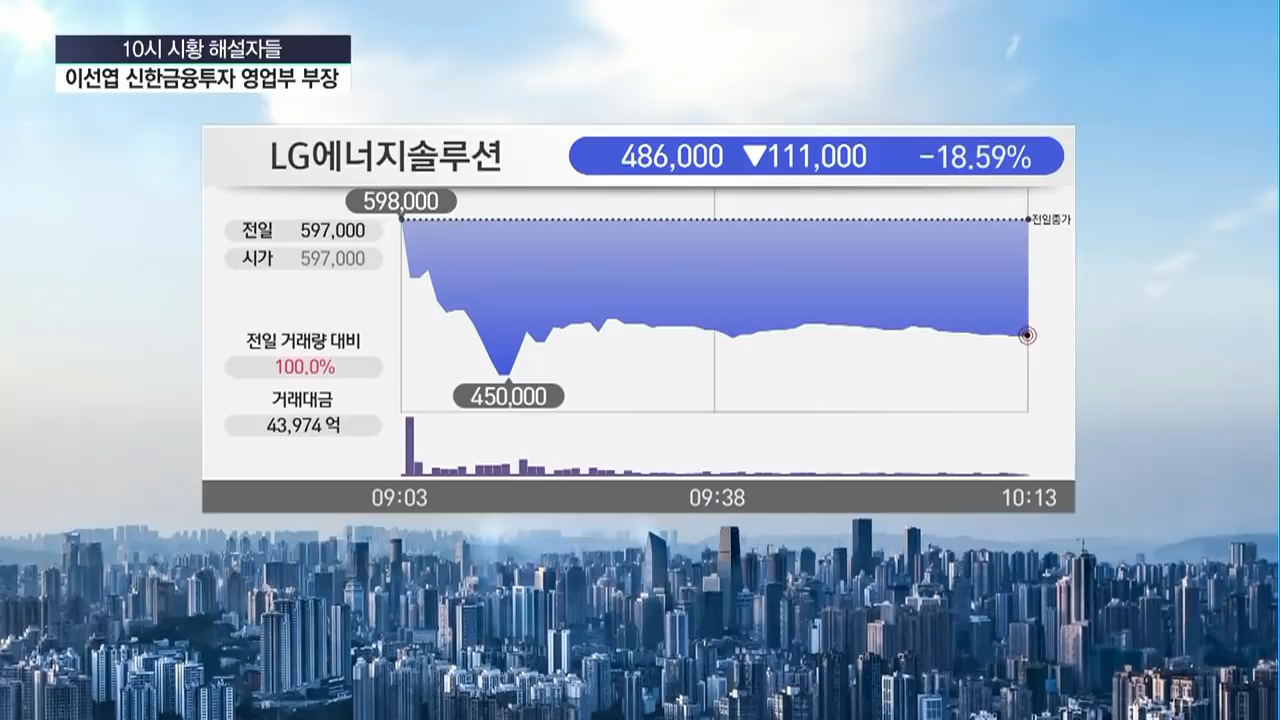 10시 시황 해설자들
이선엽 신한금융투자 영업부 부장
LG에너지솔루션 486,000 ▼111,000 -18.59%
598,000
전일종가
전일 597,000
시가 597,000
전일 거래량 대비
100.0%
거래대금
43,974 억
450,000
09:03 09:38 10:13